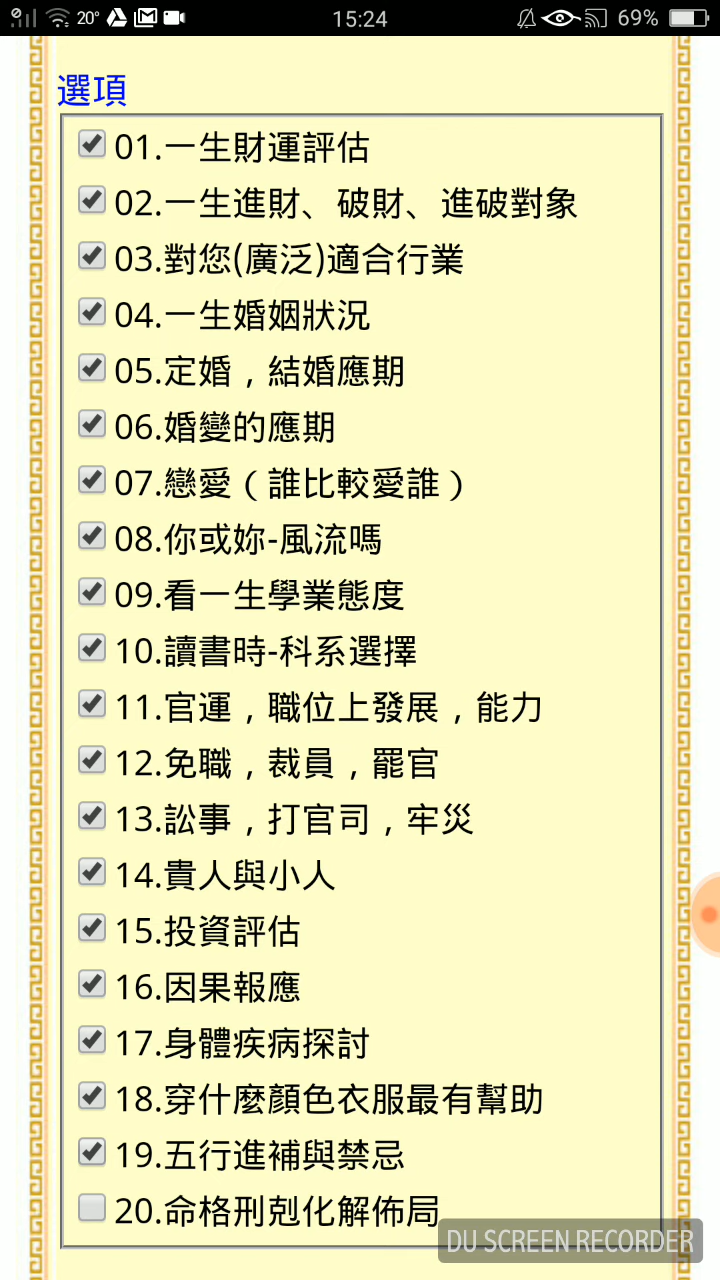 20°
15:24
69%
選項
01.一生財運評估
02.一生進財、破財、進破對象
03.對您(廣泛)適合行業
04.一生婚姻狀況
05.定婚，結婚應期
06.婚變的應期
07.戀愛（誰比較愛誰）
08.你或妳-風流嗎
09.看一生學業態度
10.讀書時-科系選擇
11.官運，職位上發展，能力
12.免職，裁員，罷官
13.訟事，打官司，牢災
14.貴人與小人
15.投資評估
16.因果報應
17.身體疾病探討
18.穿什麼顏色衣服最有幫助
19.五行進補與禁忌
20.命格刑剋化解佈局
DU SCREEN RECORDER